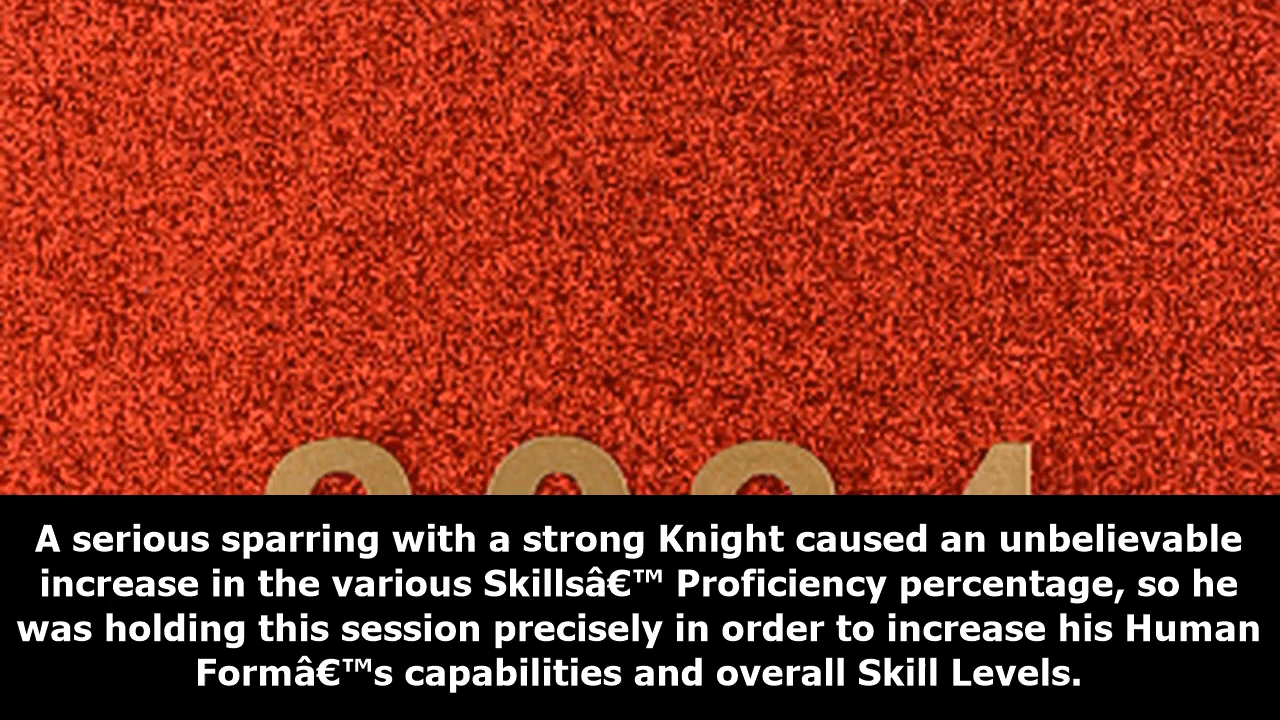 A serious sparring with a strong Knight caused an unbelievable
increase in the various Skillsâ€™ Proficiency percentage, so he
was holding this session precisely in order to increase his Human
Formâ€™s capabilities and overall Skill Levels.